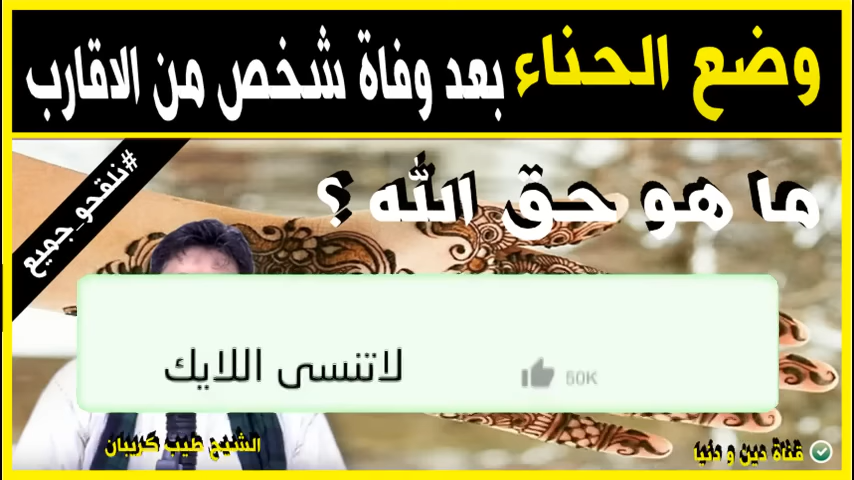 وضع الحناء بعد وفاة شخص من الاقارب
#نلقحو_جميع
ما هو حق الله ؟
لاتنسى اللايك
50K
الشيخ طيب كريبان
قناة دين و دنيا